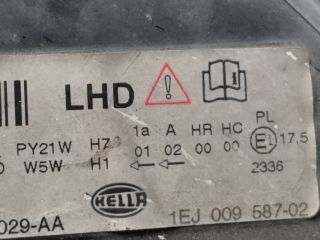 LHD
1a A HR HC PL
PY21W H7 01 02 00 00 E1 17,5
W5W H1 2336
HELLA
029-AA 1EJ 009 587-02